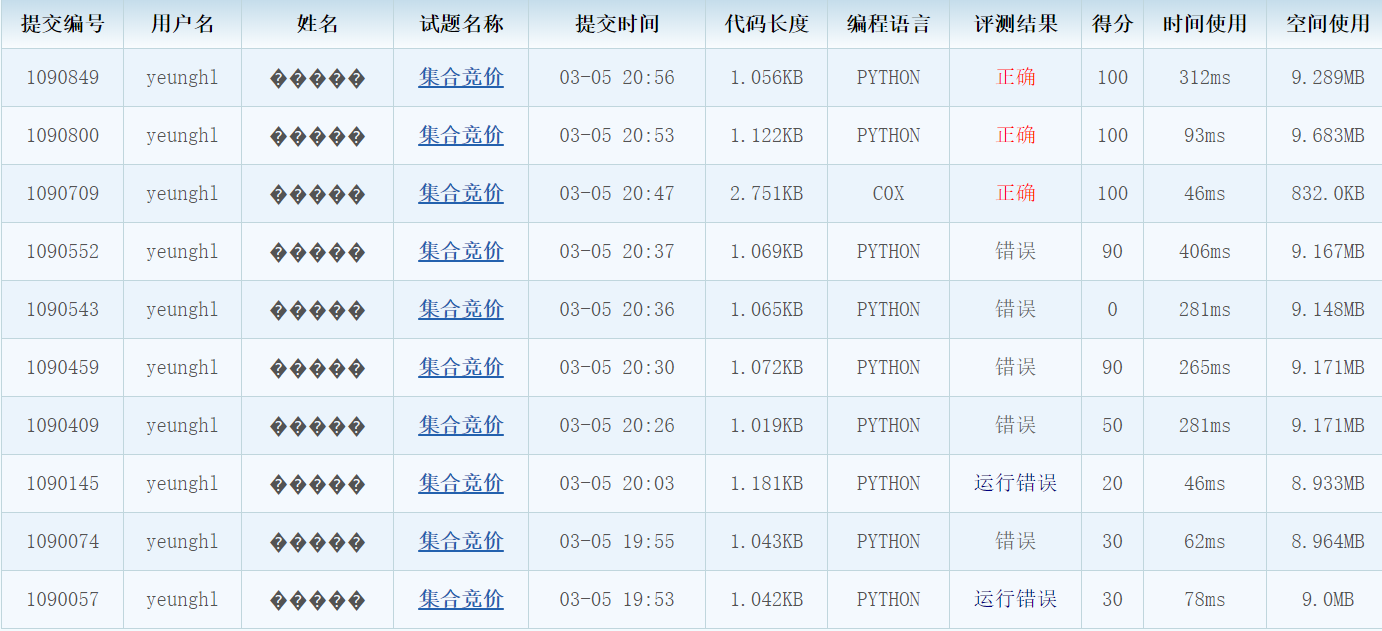 提交编号 用户名 姓名 试题名称 提交时间 代码长度 编程语言 评测结果 得分 时间使用 空间使用
1090849 yeunghl ����� 集合竞价 03-05 20:56 1.056KB PYTHON 正确 100 312ms 9.289MB
1090800 yeunghl ����� 集合竞价 03-05 20:53 1.122KB PYTHON 正确 100 93ms 9.683MB
1090709 yeunghl ����� 集合竞价 03-05 20:47 2.751KB C0X 正确 100 46ms 832.0KB
1090552 yeunghl ����� 集合竞价 03-05 20:37 1.069KB PYTHON 错误 90 406ms 9.167MB
1090543 yeunghl ����� 集合竞价 03-05 20:36 1.065KB PYTHON 错误 0 281ms 9.148MB
1090459 yeunghl ����� 集合竞价 03-05 20:30 1.072KB PYTHON 错误 90 265ms 9.171MB
1090409 yeunghl ����� 集合竞价 03-05 20:26 1.019KB PYTHON 错误 50 281ms 9.171MB
1090145 yeunghl ����� 集合竞价 03-05 20:03 1.181KB PYTHON 运行错误 20 46ms 8.933MB
1090074 yeunghl ����� 集合竞价 03-05 19:55 1.043KB PYTHON 错误 30 62ms 8.964MB
1090057 yeunghl ����� 集合竞价 03-05 19:53 1.042KB PYTHON 运行错误 30 78ms 9.0MB